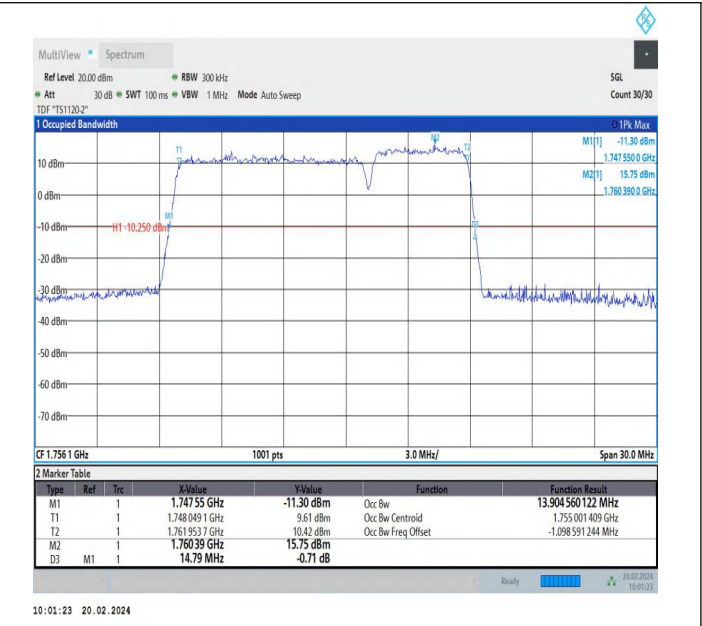 R&S
MultiView Spectrum
Ref Level 20.00 dBm RBW 300 kHz SGL
Att 30 dB SWT 100 ms VBW 1 MHz Mode Auto Sweep Count 30/30
TDF "TS1120-2"
1 Occupied Bandwidth 1Pk Max
M1[1] -11.30 dBm
1.747 550 0 GHz
M2[1] 15.75 dBm
1.760 390 0 GHz
M2
T1 T2
10 dBm
0 dBm
M1
-10 dBm H1 -10.250 dBm D3
-20 dBm
-30 dBm
-40 dBm
-50 dBm
-60 dBm
-70 dBm
CF 1.756 1 GHz 1001 pts 3.0 MHz/ Span 30.0 MHz
2 Marker Table
Type Ref Trc X-Value Y-Value Function Function Result
M1 1 1.747 55 GHz -11.30 dBm Occ Bw 13.904 560 122 MHz
T1 1 1.748 049 1 GHz 9.61 dBm Occ Bw Centroid 1.755 001 409 GHz
T2 1 1.761 953 7 GHz 10.42 dBm Occ Bw Freq Offset -1.098 591 244 MHz
M2 1 1.760 39 GHz 15.75 dBm
D3 M1 1 14.79 MHz -0.71 dB
Ready 20.02.2024
10:01:23
10:01:23 20.02.2024